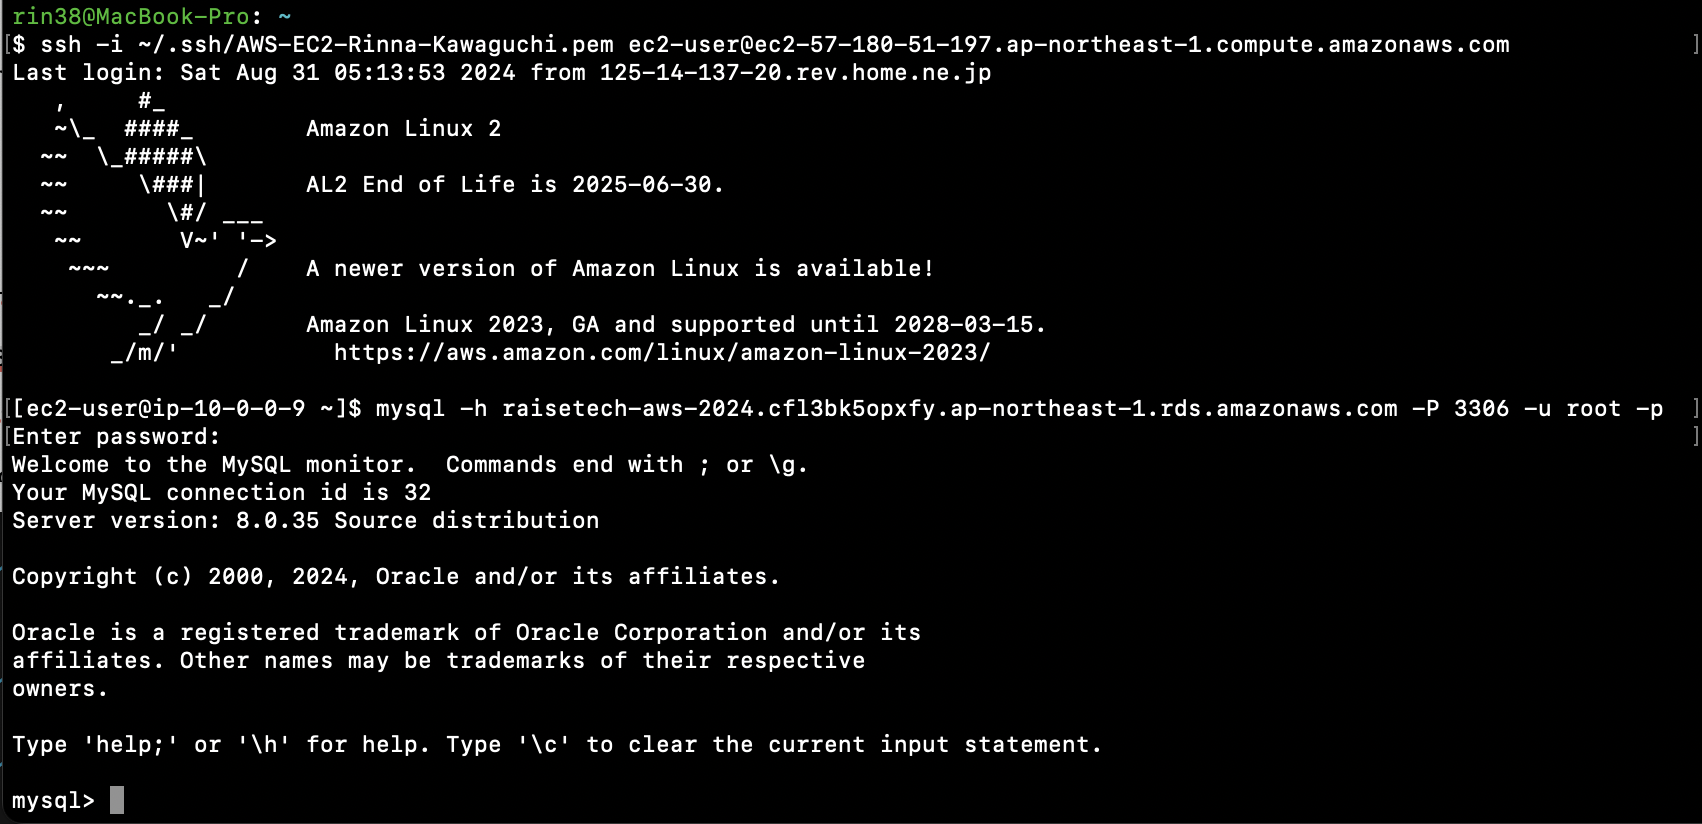 rin38@MacBook-Pro: ~
[$ ssh -i ~/.ssh/AWS-EC2-Rinna-Kawaguchi.pem ec2-user@ec2-57-180-51-197.ap-northeast-1.compute.amazonaws.com ]
Last login: Sat Aug 31 05:13:53 2024 from 125-14-137-20.rev.home.ne.jp
   ,     #_
   ~\_  ####_        Amazon Linux 2
  ~~  \_#####\
  ~~     \###|       AL2 End of Life is 2025-06-30.
  ~~       \#/ ___
   ~~       V~' '->
    ~~~         /    A newer version of Amazon Linux is available!
      ~~._.   _/
         _/ _/       Amazon Linux 2023, GA and supported until 2028-03-15.
       _/m/'           https://aws.amazon.com/linux/amazon-linux-2023/
[[ec2-user@ip-10-0-0-9 ~]$ mysql -h raisetech-aws-2024.cfl3bk5opxfy.ap-northeast-1.rds.amazonaws.com -P 3306 -u root -p ]
[Enter password: ]
Welcome to the MySQL monitor.  Commands end with ; or \g.
Your MySQL connection id is 32
Server version: 8.0.35 Source distribution
Copyright (c) 2000, 2024, Oracle and/or its affiliates.
Oracle is a registered trademark of Oracle Corporation and/or its
affiliates. Other names may be trademarks of their respective
owners.
Type 'help;' or '\h' for help. Type '\c' to clear the current input statement.
mysql>